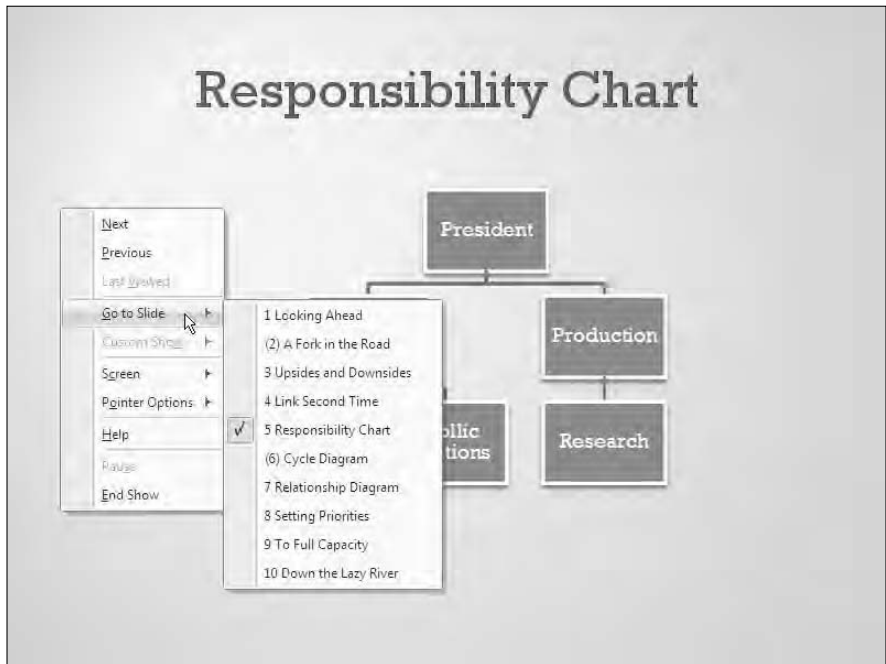 Responsibility Chart
President
Production
Research
Next
Previous
Last Viewed
Go to Slide
Custom Show
Screen
Pointer Options
Help
Pause
End Show
1 Looking Ahead
(2) A Fork in the Road
3 Upsides and Downsides
4 Link Second Time
5 Responsibility Chart
(6) Cycle Diagram
7 Relationship Diagram
8 Setting Priorities
9 To Full Capacity
10 Down the Lazy River